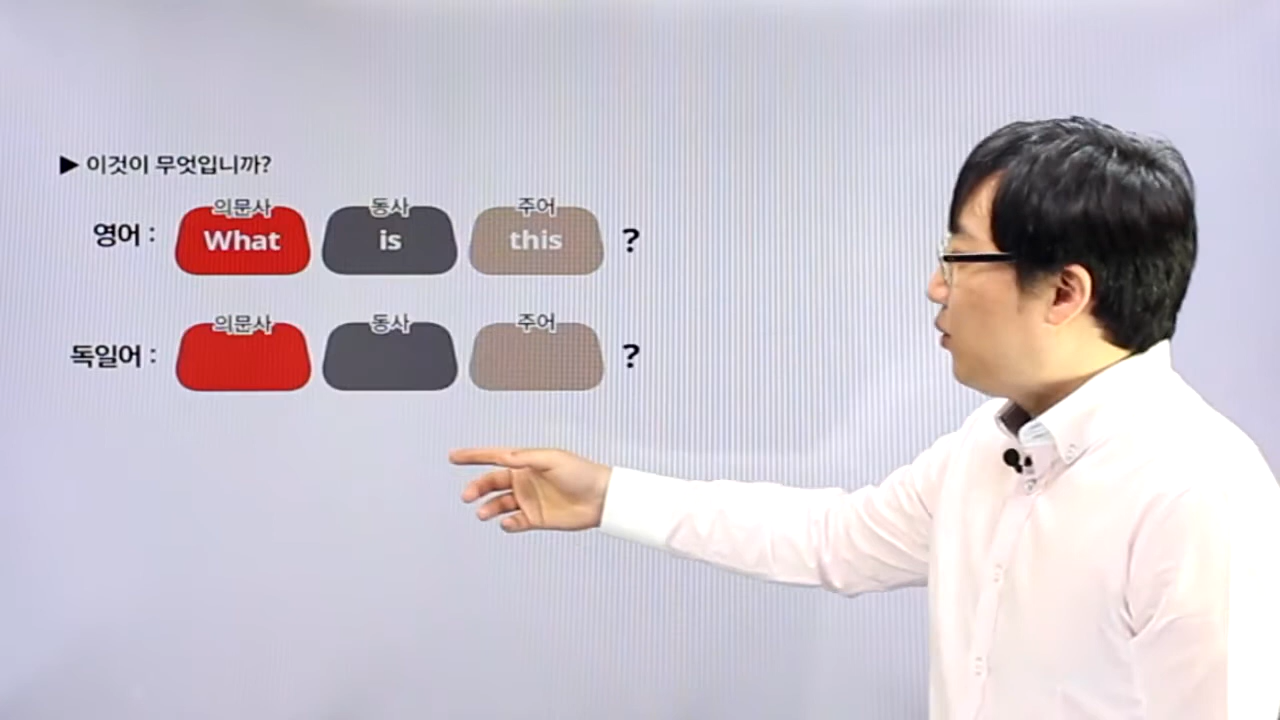 ▶ 이것이 무엇입니까?
의문사 동사 주어
영어 : What is this ?
의문사 동사 주어
독일어 : ?